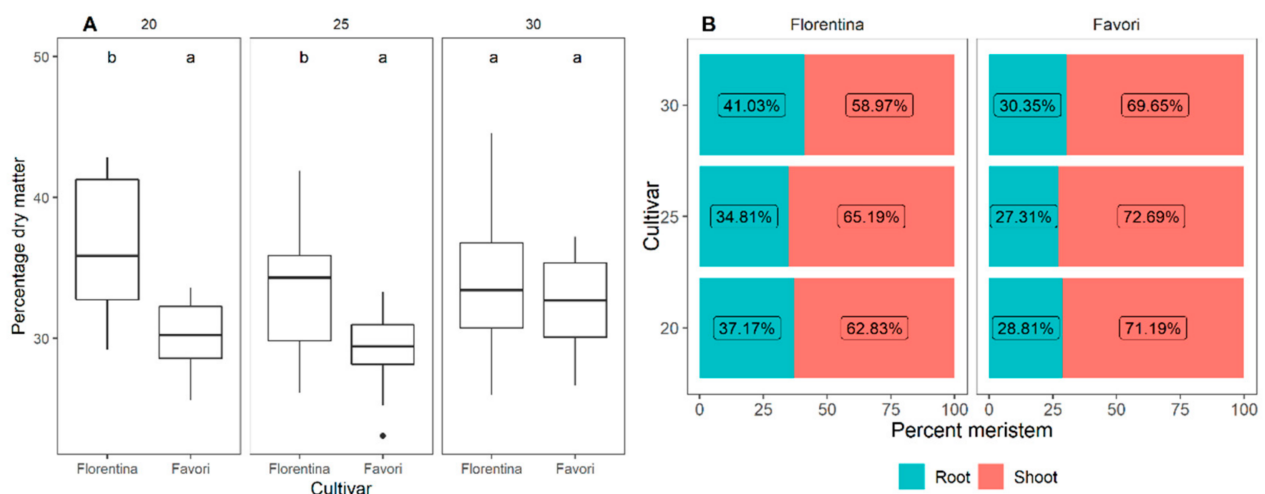 A
20 25 30
b a b a a a
50
40
30
Percentage dry matter
Florentina Favori Florentina Favori Florentina Favori
Cultivar
B
Florentina Favori
30
41.03% 58.97% 30.35% 69.65%
25
34.81% 65.19% 27.31% 72.69%
20
37.17% 62.83% 28.81% 71.19%
Cultivar
0 25 50 75 100 0 25 50 75 100
Percent meristem
Root Shoot